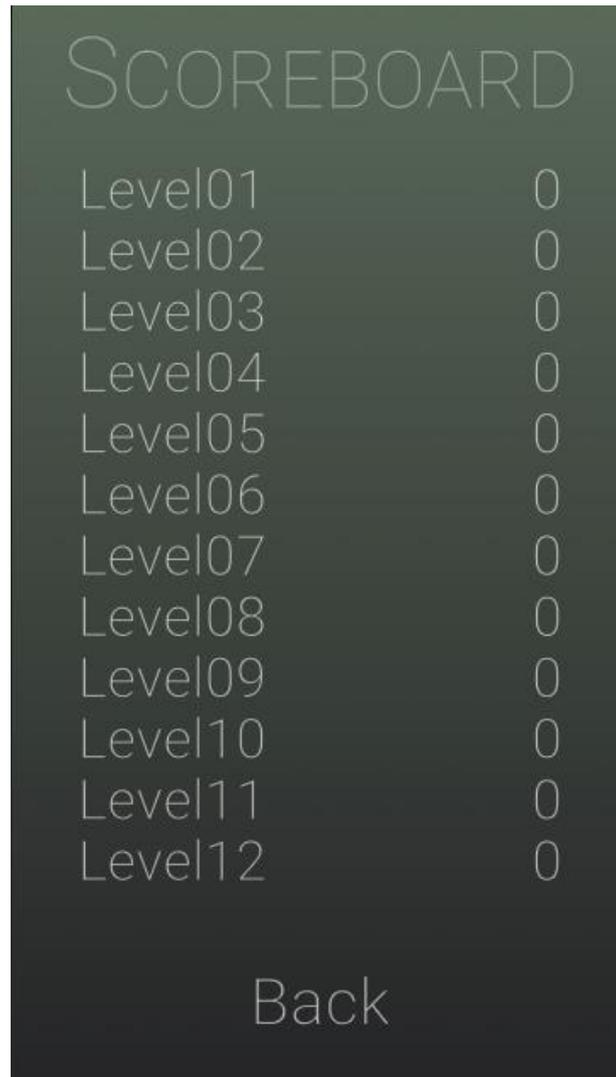 SCOREBOARD
Level01 0
Level02 0
Level03 0
Level04 0
Level05 0
Level06 0
Level07 0
Level08 0
Level09 0
Level10 0
Level11 0
Level12 0
Back